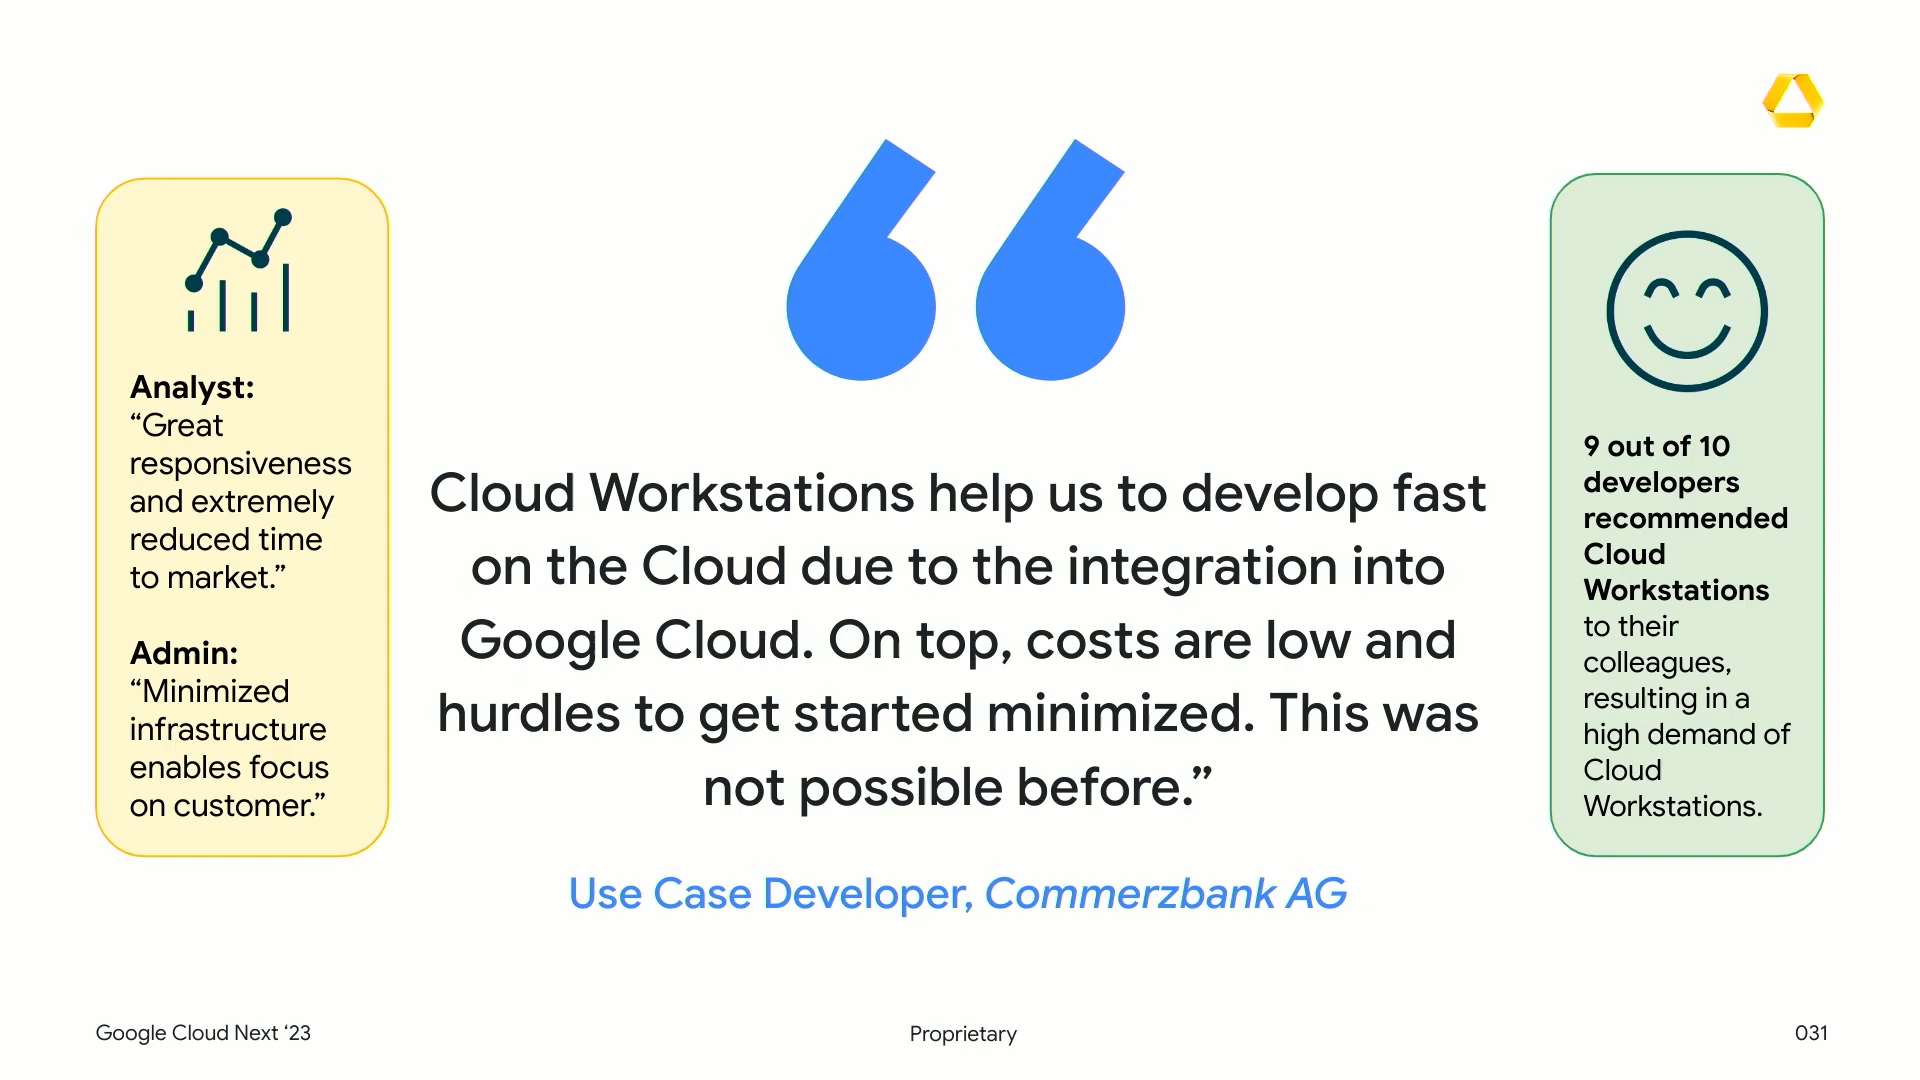 Analyst:
“Great
responsiveness
and extremely
reduced time
to market.”
Admin:
“Minimized
infrastructure
enables focus
on customer.”
Cloud Workstations help us to develop fast
on the Cloud due to the integration into
Google Cloud. On top, costs are low and
hurdles to get started minimized. This was
not possible before.”
Use Case Developer, Commerzbank AG
9 out of 10
developers
recommended
Cloud
Workstations
to their
colleagues,
resulting in a
high demand of
Cloud
Workstations.
Google Cloud Next ‘23
Proprietary
031